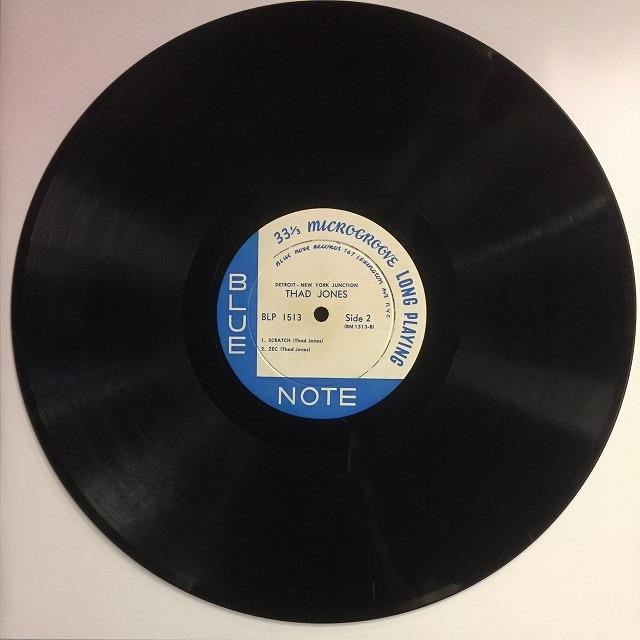 33⅓ MICROGROOVE LONG PLAYING
BLUE NOTE RECORDS 767 LEXINGTON AVE NYC
DETROIT - NEW YORK JUNCTION
THAD JONES
BLP 1513
Side 2
(BN 1513-B)
1. SCRATCH (Thad Jones)
2. ZEC (Thad Jones)
BLUE
NOTE